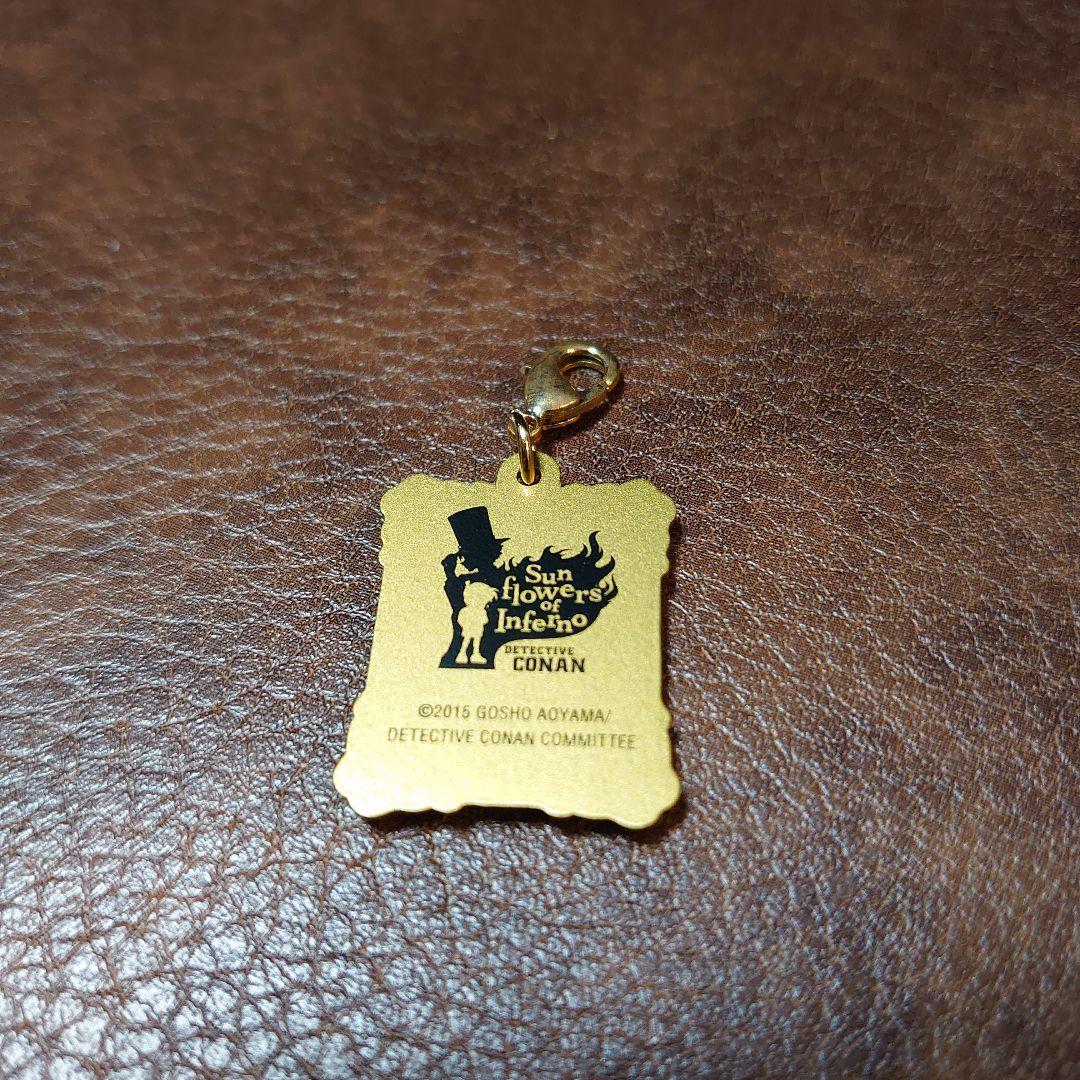 Sun
flowers
of
Inferno
DETECTIVE
CONAN
©2015 GOSHO AOYAMA/
DETECTIVE CONAN COMMITTEE